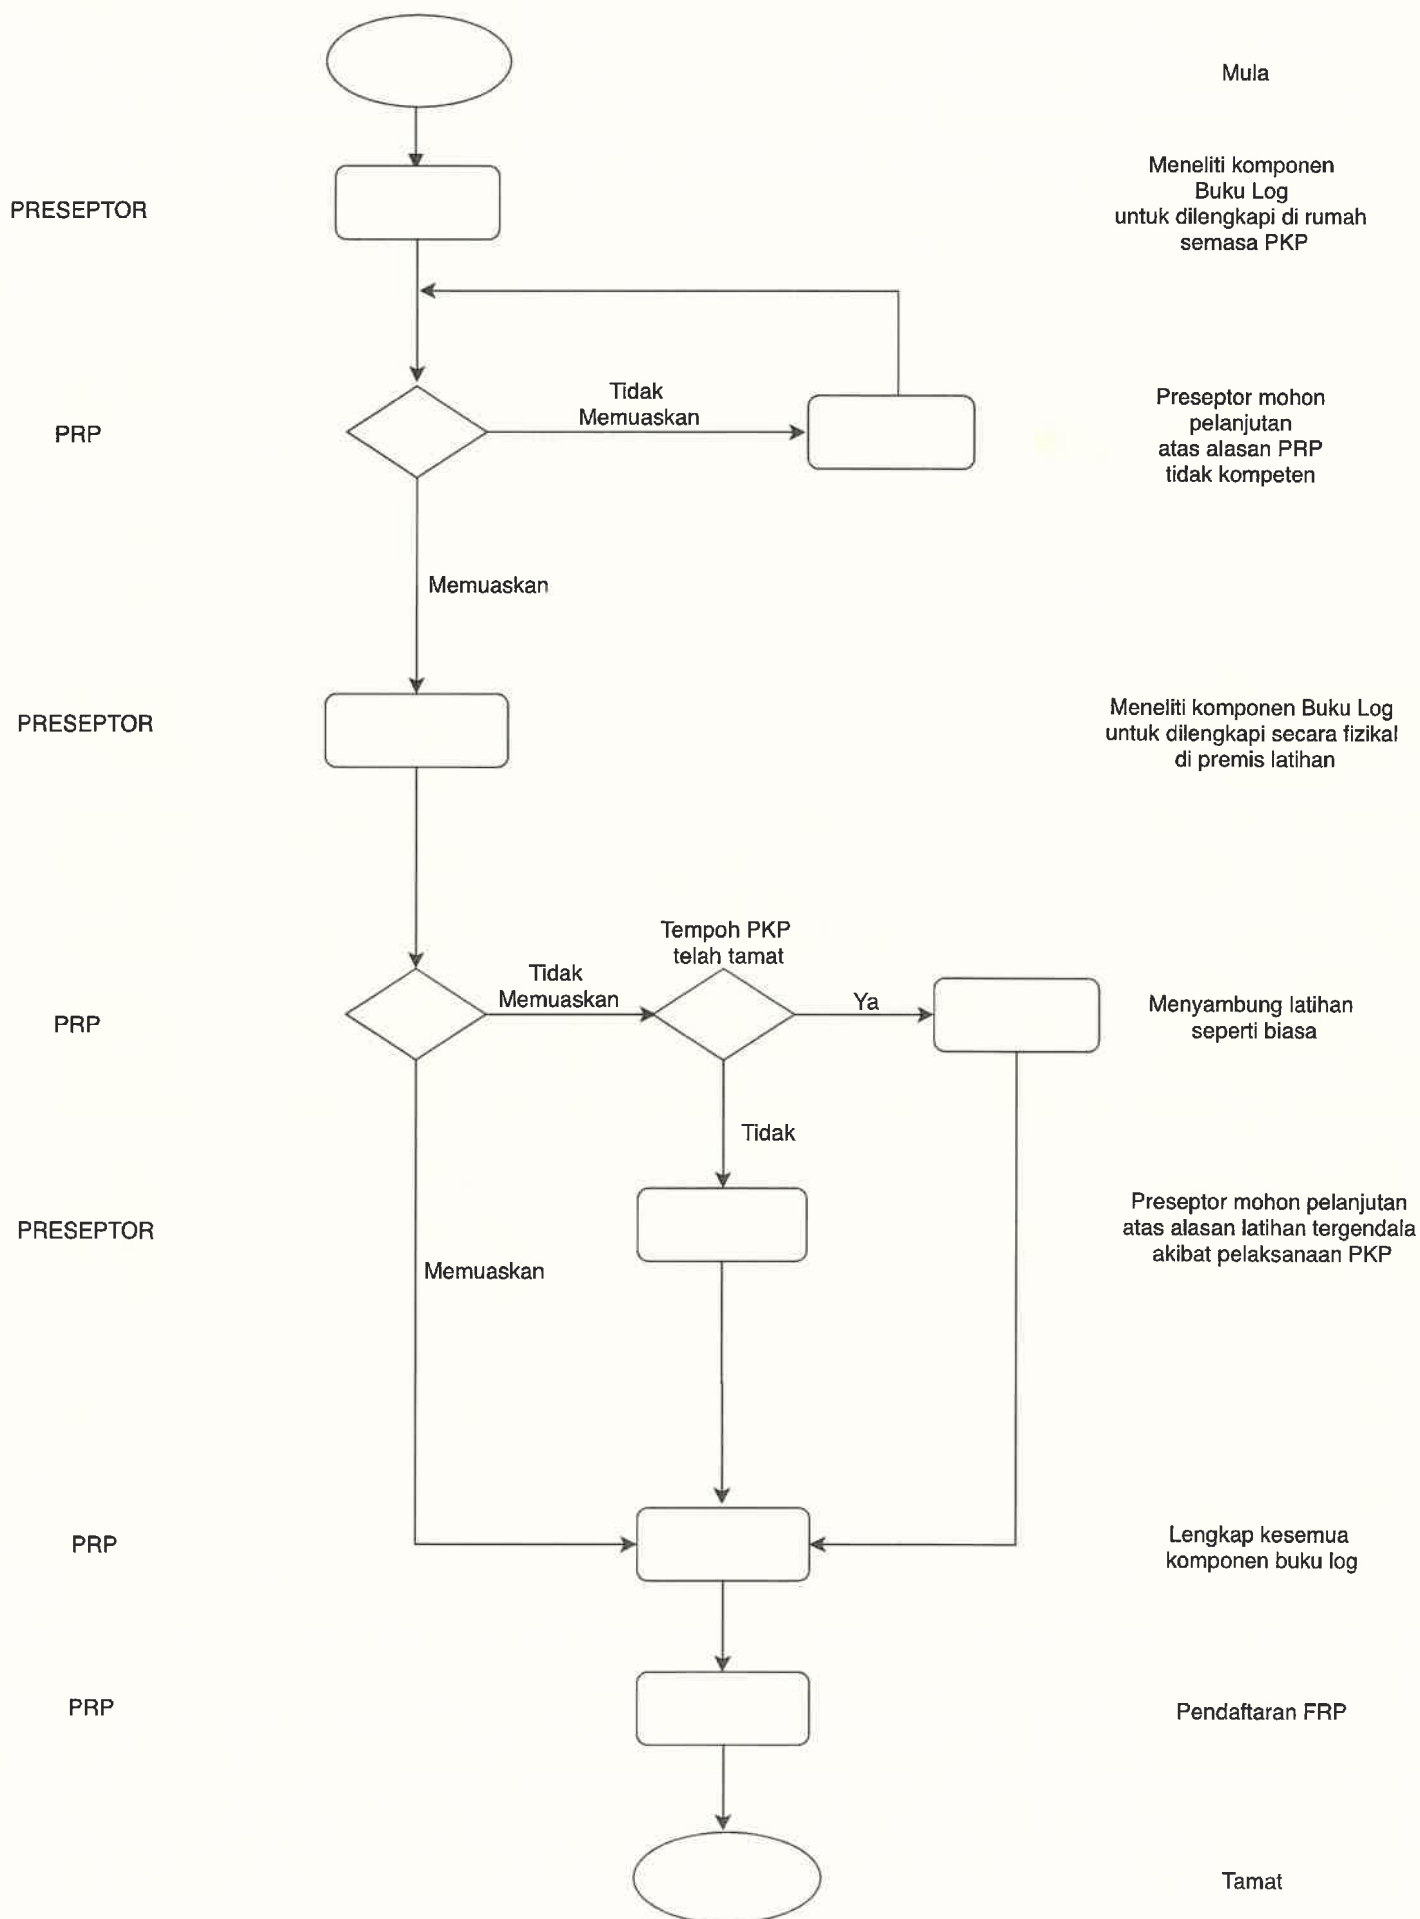 Mula
PRESEPTOR
Meneliti komponen
Buku Log
untuk dilengkapi di rumah
semasa PKP
PRP
Tidak
Memuaskan
Preseptor mohon
pelanjutan
atas alasan PRP
tidak kompeten
Memuaskan
PRESEPTOR
Meneliti komponen Buku Log
untuk dilengkapi secara fizikal
di premis latihan
PRP
Tidak
Memuaskan
Tempoh PKP
telah tamat
Ya
Menyambung latihan
seperti biasa
Tidak
PRESEPTOR
Memuaskan
Preseptor mohon pelanjutan
atas alasan latihan tergendala
akibat pelaksanaan PKP
PRP
Lengkap kesemua
komponen buku log
PRP
Pendaftaran FRP
Tamat